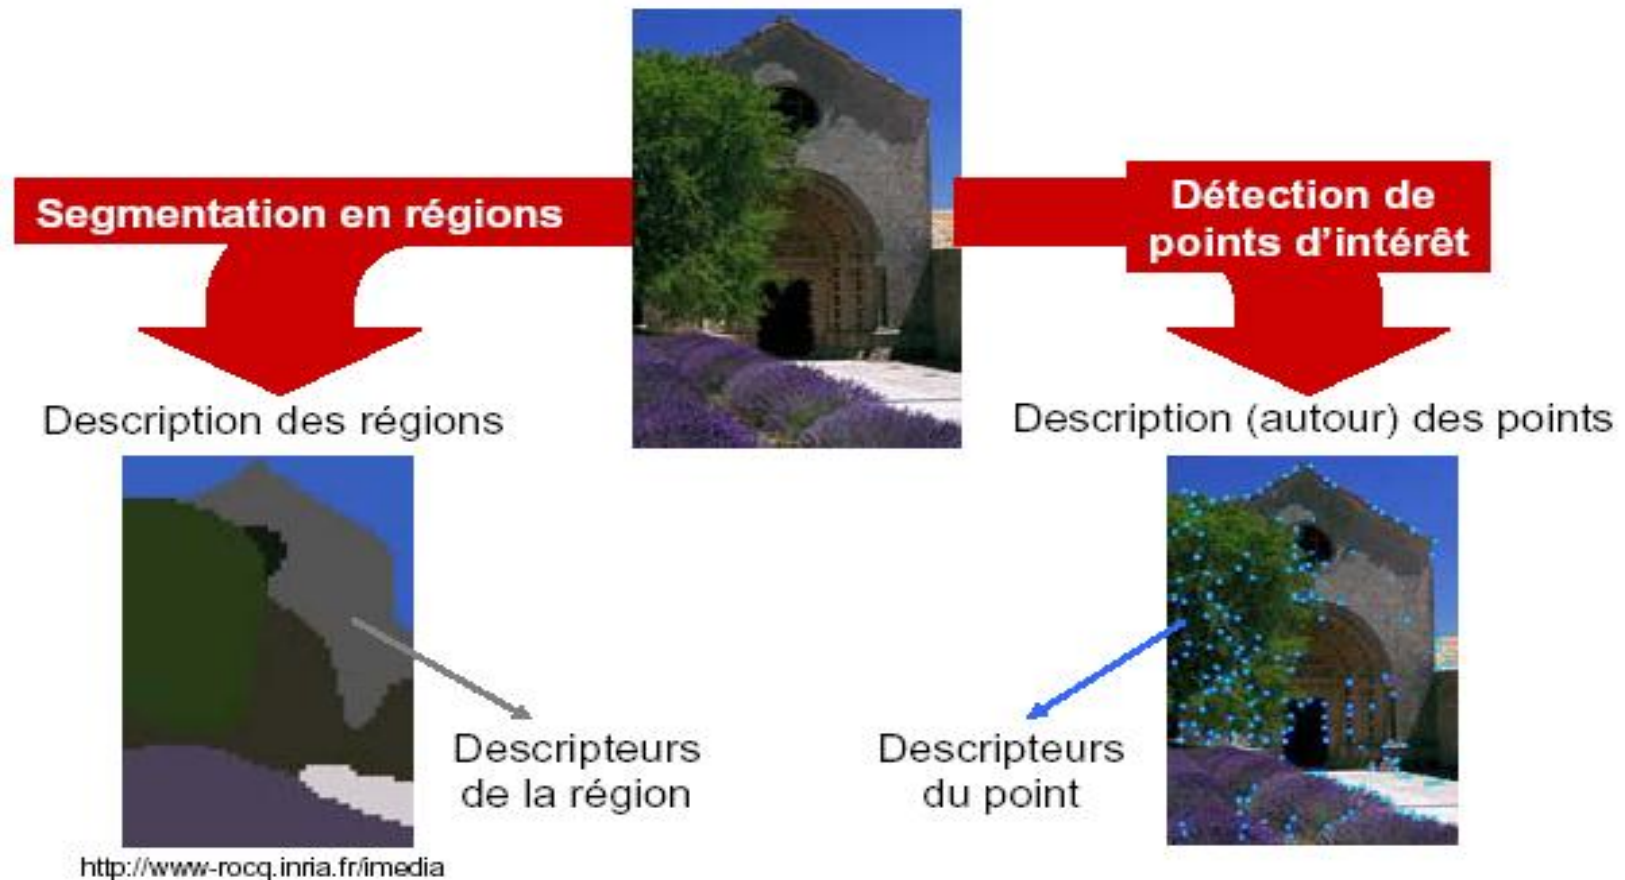 Segmentation en régions
Détection de
points d'intérêt
Description des régions
Description (autour) des points
Descripteurs
de la région
Descripteurs
du point
http://www-rocq.inria.fr/imedia